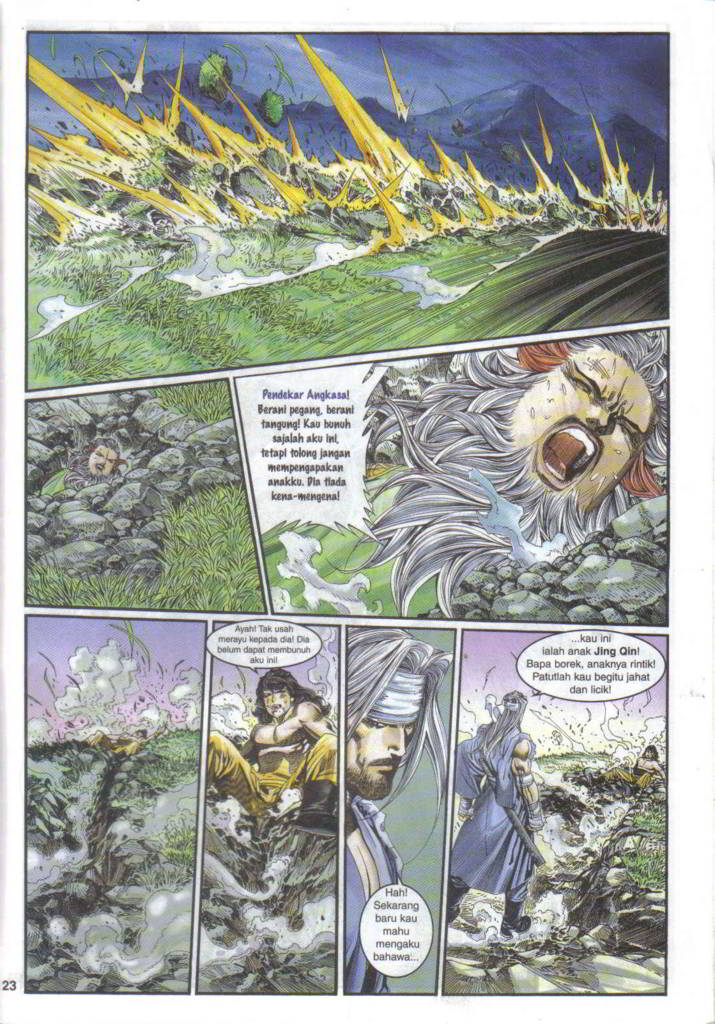 Pendekar Angkasa!
Berani pegang, berani
tangung! Kau bunuh
sajalah aku ini,
tetapi tolong jangan
mempengapakan
anakku. Dia tiada
kena-mengena!
Ayah! Tak usah
merayu kepada dia! Dia
belum dapat membunuh
aku ini!
Hah!
Sekarang
baru kau
mahu
mengaku
bahawa...
...kau ini
ialah anak Jing Qin!
Bapa borek, anaknya rintik!
Patutlah kau begitu jahat
dan licik!
23